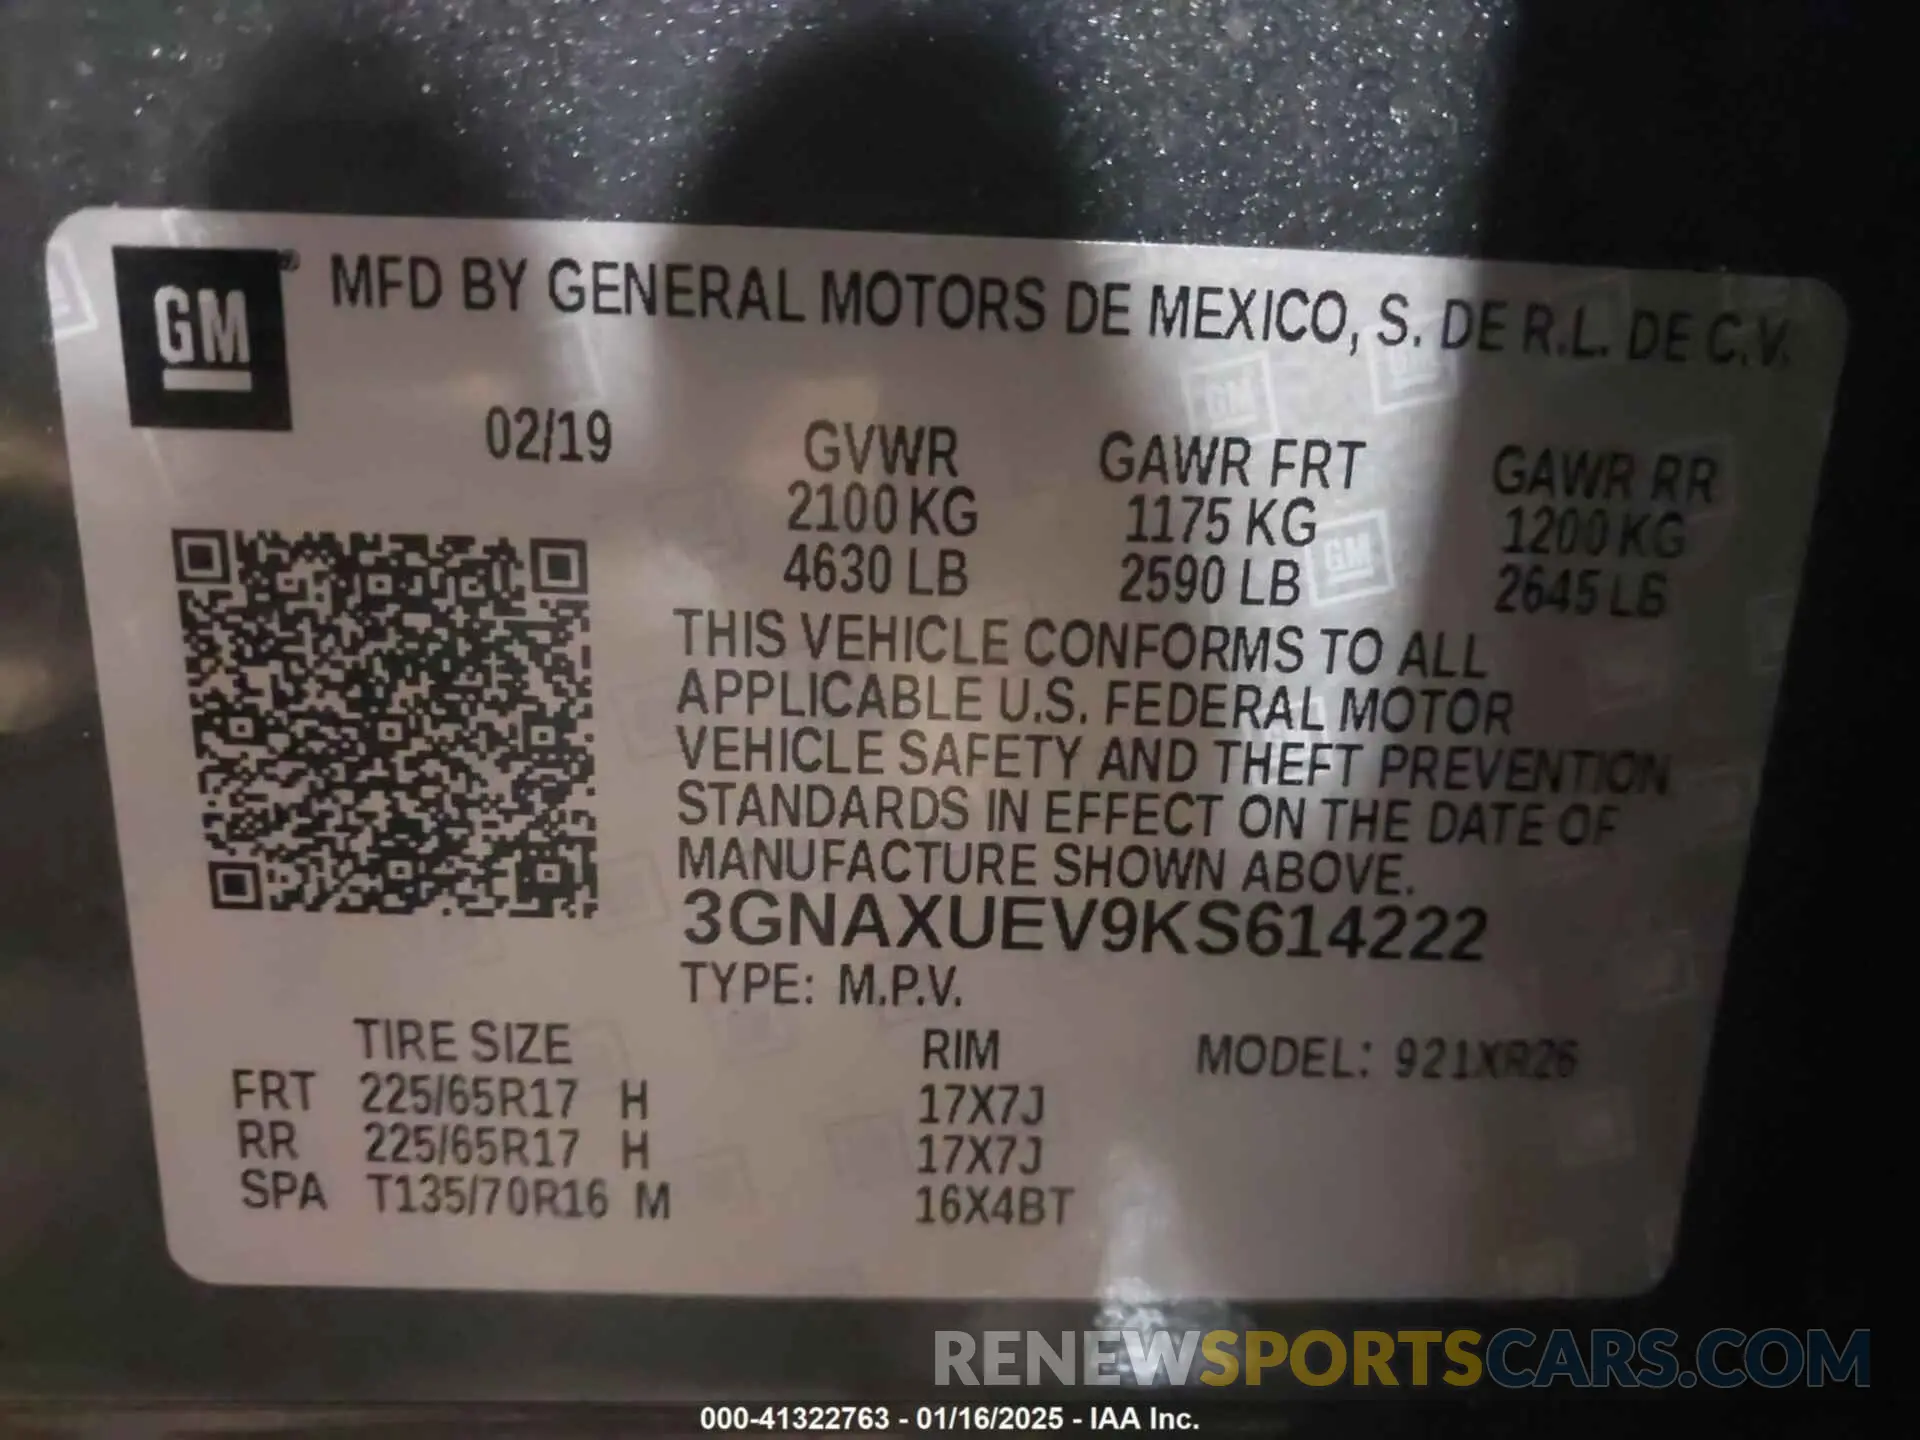 GM® MFD BY GENERAL MOTORS DE MEXICO, S. DE R.L. DE C.V.
02/19 GVWR GAWR FRT GAWR RR
2100 KG 1175 KG 1200 KG
4630 LB 2590 LB 2645 LB
THIS VEHICLE CONFORMS TO ALL
APPLICABLE U.S. FEDERAL MOTOR
VEHICLE SAFETY AND THEFT PREVENTION
STANDARDS IN EFFECT ON THE DATE OF
MANUFACTURE SHOWN ABOVE.
3GNAXUEV9KS614222
TYPE: M.P.V.
TIRE SIZE RIM MODEL: 921XR26
FRT 225/65R17 H 17X7J
RR 225/65R17 H 17X7J
SPA T135/70R16 M 16X4BT
RENEWSPORTSCARS.COM
000-41322763 - 01/16/2025 - IAA Inc.